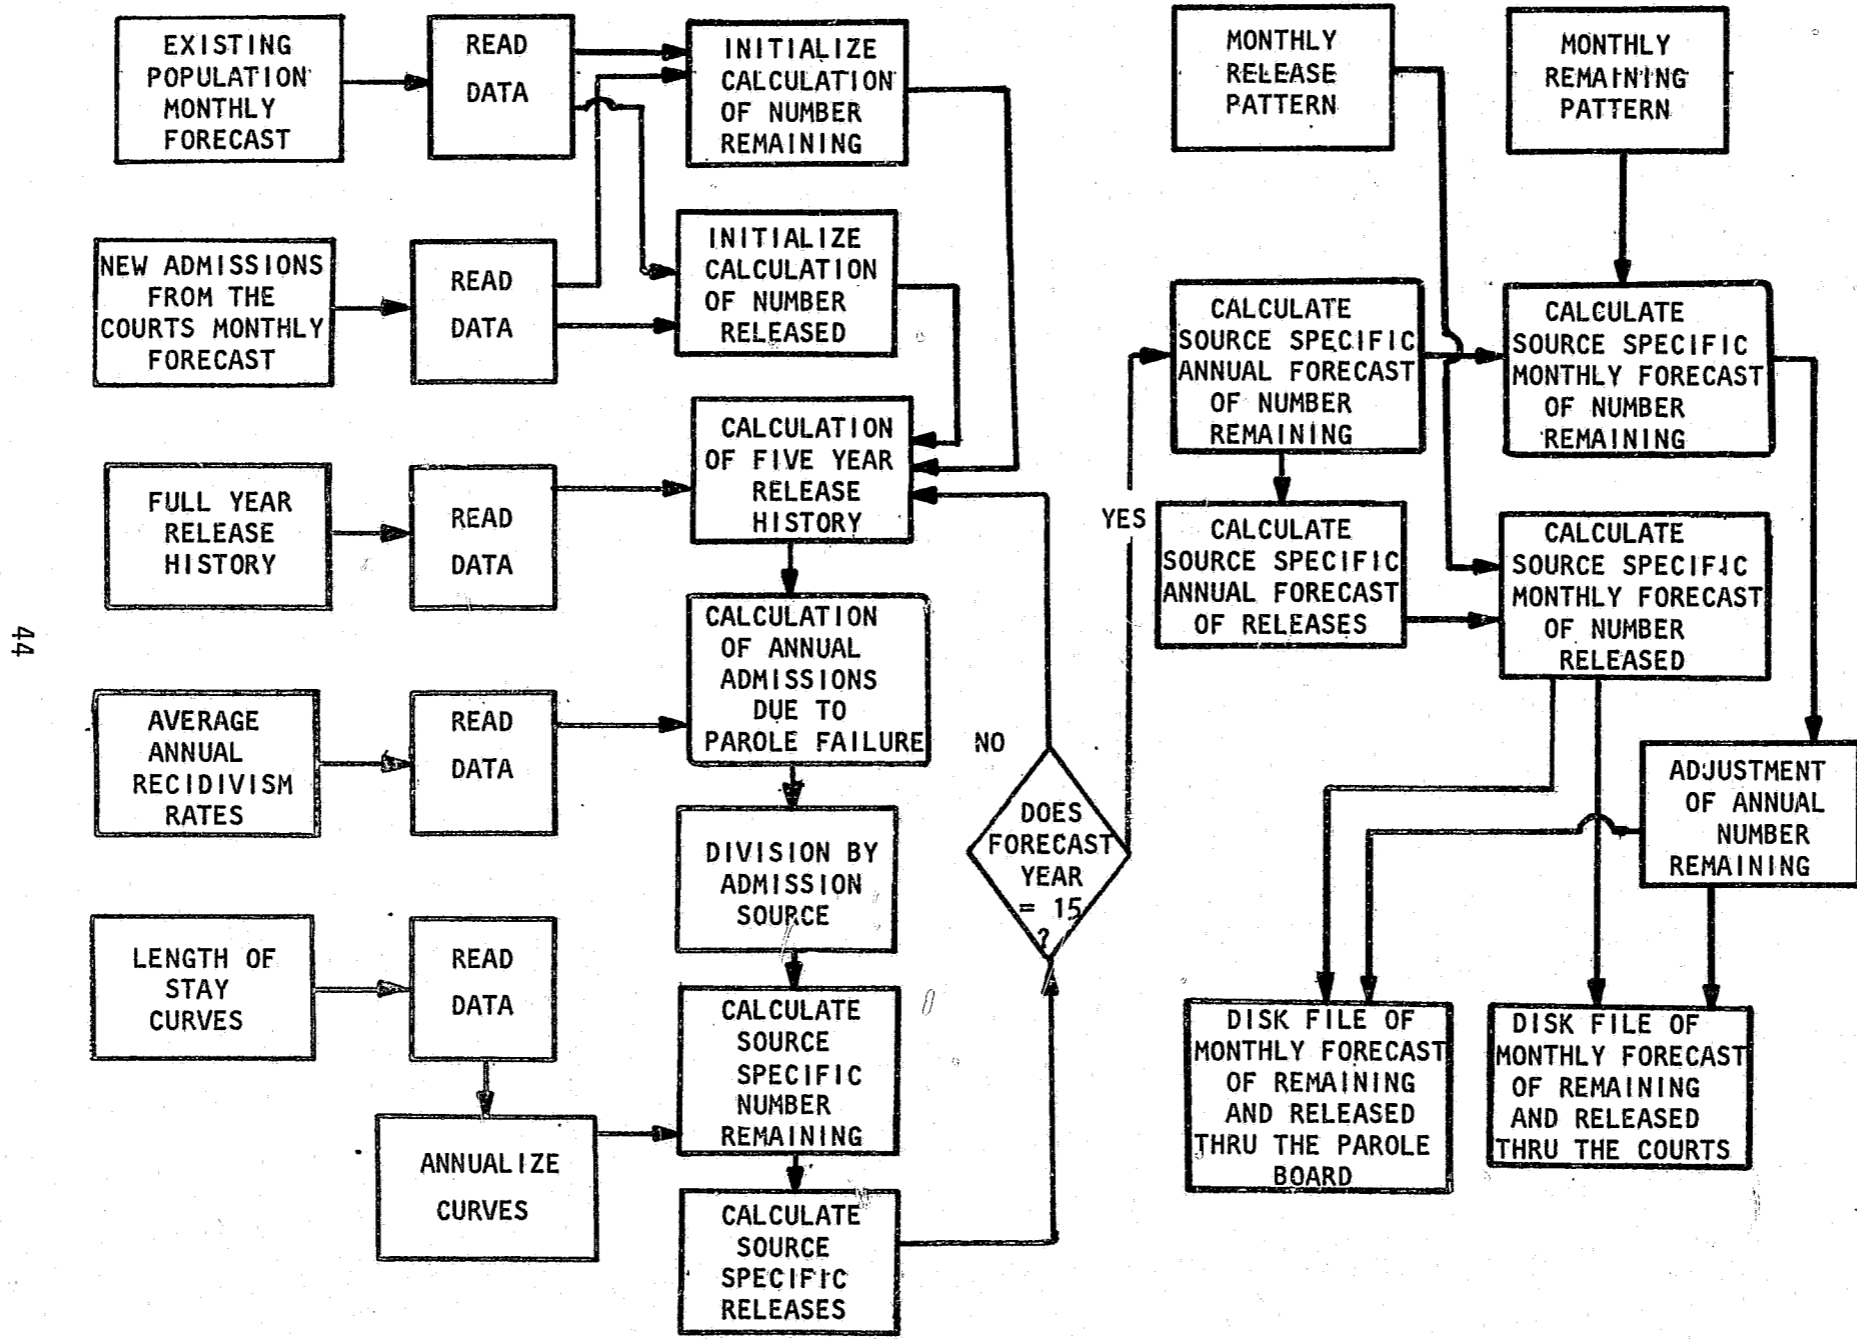 EXISTING
POPULATION
MONTHLY
FORECAST
READ
DATA
INITIALIZE
CALCULATION
OF NUMBER
REMAINING
NEW ADMISSIONS
FROM THE
COURTS MONTHLY
FORECAST
READ
DATA
INITIALIZE
CALCULATION
OF NUMBER
RELEASED
FULL YEAR
RELEASE
HISTORY
READ
DATA
CALCULATION
OF FIVE YEAR
RELEASE
HISTORY
AVERAGE
ANNUAL
RECIDIVISM
RATES
READ
DATA
CALCULATION
OF ANNUAL
ADMISSIONS
DUE TO
PAROLE FAILURE
DIVISION BY
ADMISSION
SOURCE
LENGTH OF
STAY
CURVES
READ
DATA
ANNUALIZE
CURVES
CALCULATE
SOURCE
SPECIFIC
NUMBER
REMAINING
CALCULATE
SOURCE
SPECIFIC
RELEASES
NO
DOES
FORECAST
YEAR
= 15
?
YES
MONTHLY
RELEASE
PATTERN
MONTHLY
REMAINING
PATTERN
CALCULATE
SOURCE SPECIFIC
ANNUAL FORECAST
OF NUMBER
REMAINING
CALCULATE
SOURCE SPECIFIC
MONTHLY FORECAST
OF NUMBER
REMAINING
CALCULATE
SOURCE SPECIFIC
ANNUAL FORECAST
OF RELEASES
CALCULATE
SOURCE SPECIFIC
MONTHLY FORECAST
OF NUMBER
RELEASED
ADJUSTMENT
OF ANNUAL
NUMBER
REMAINING
DISK FILE OF
MONTHLY FORECAST
OF REMAINING
AND RELEASED
THRU THE PAROLE
BOARD
DISK FILE OF
MONTHLY FORECAST
OF REMAINING
AND RELEASED
THRU THE COURTS
44